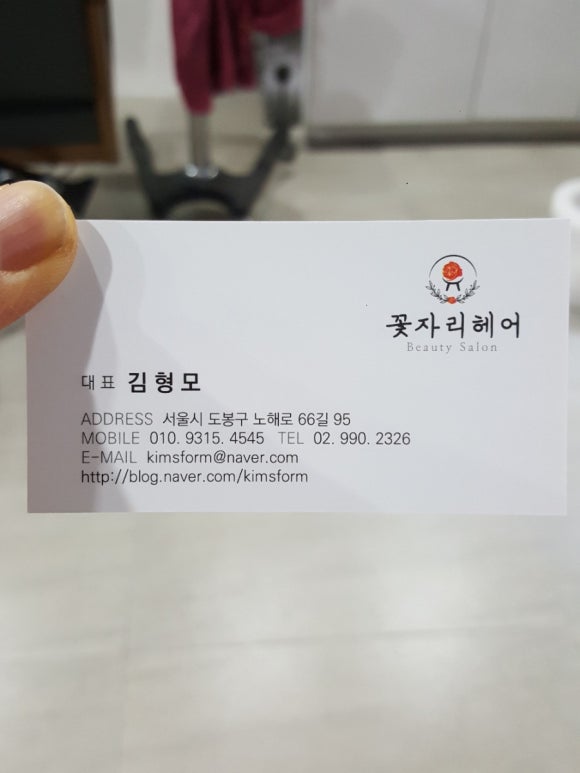 꽃자리헤어
Beauty Salon
대표 김형모
ADDRESS 서울시 도봉구 노해로 66길 95
MOBILE 010. 9315. 4545 TEL 02. 990. 2326
E-MAIL kimsform@naver.com
http://blog.naver.com/kimsform